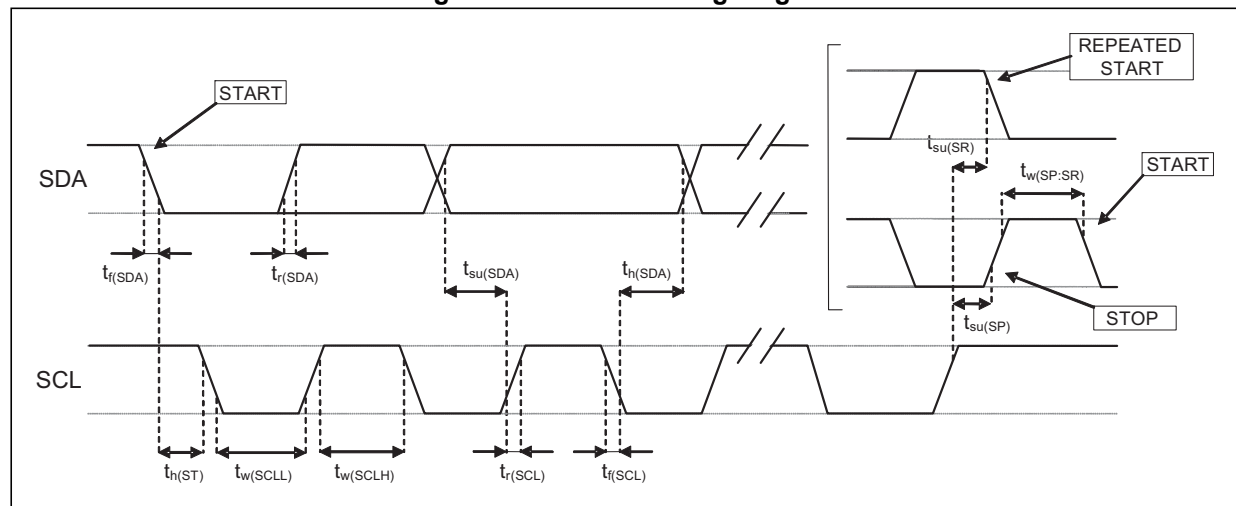 REPEATED
START
START
t_su(SR)
t_w(SP:SR)
START
SDA
t_f(SDA)
t_r(SDA)
t_su(SDA)
t_h(SDA)
t_su(SP)
STOP
SCL
t_h(ST)
t_w(SCLL)
t_w(SCLH)
t_r(SCL)
t_f(SCL)